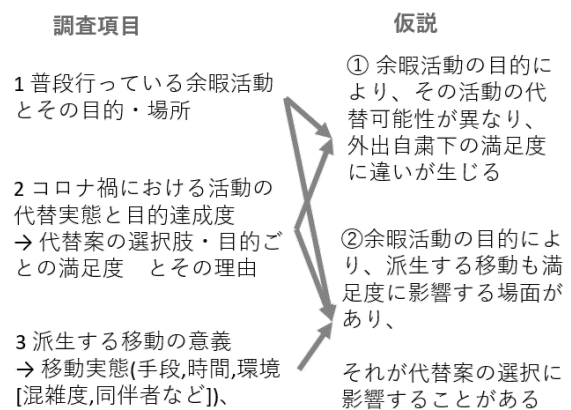 調査項目
1 普段行っている余暇活動
とその目的・場所
2 コロナ禍における活動の
代替実態と目的達成度
→ 代替案の選択肢・目的ご
との満足度　とその理由
3 派生する移動の意義
→ 移動実態(手段,時間,環境
[混雑度,同伴者など])、
仮説
① 余暇活動の目的に
より、その活動の代
替可能性が異なり、
外出自粛下の満足度
に違いが生じる
②余暇活動の目的によ
り、派生する移動も満
足度に影響する場面が
あり、
それが代替案の選択に
影響することがある